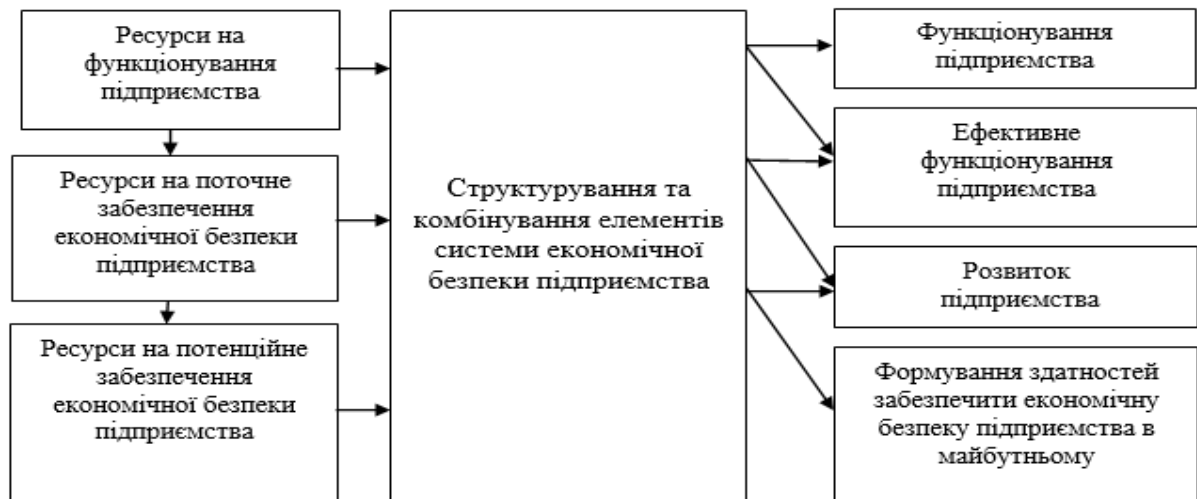 Ресурси на
функціонування
підприємства
Ресурси на поточне
забезпечення
економічної безпеки
підприємства
Ресурси на потенційне
забезпечення
економічної безпеки
підприємства
Структурування та
комбінування елементів
системи економічної
безпеки підприємства
Функціонування
підприємства
Ефективне
функціонування
підприємства
Розвиток
підприємства
Формування здатностей
забезпечити економічну
безпеку підприємства в
майбутньому